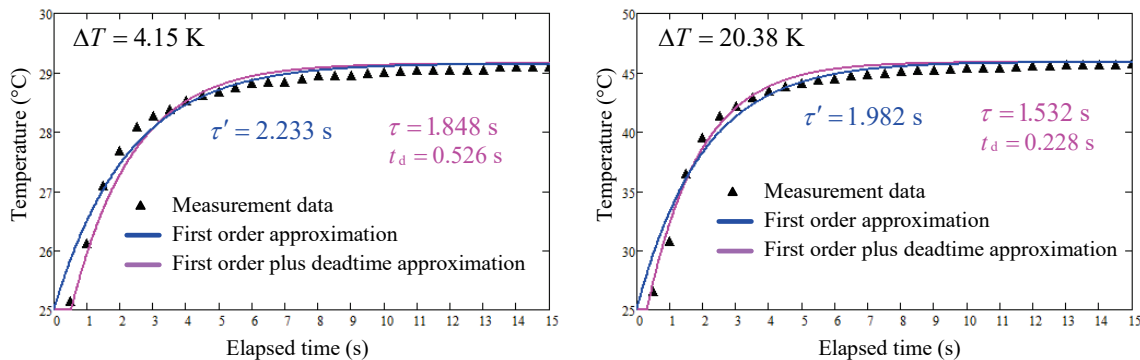 ΔT = 4.15 K
30
29
28
27
26
25
Temperature (°C)
τ′ = 2.233 s
τ = 1.848 s
t_d = 0.526 s
Measurement data
First order approximation
First order plus deadtime approximation
0 1 2 3 4 5 6 7 8 9 10 11 12 13 14 15
Elapsed time (s)
ΔT = 20.38 K
50
45
40
35
30
25
Temperature (°C)
τ′ = 1.982 s
τ = 1.532 s
t_d = 0.228 s
Measurement data
First order approximation
First order plus deadtime approximation
0 1 2 3 4 5 6 7 8 9 10 11 12 13 14 15
Elapsed time (s)